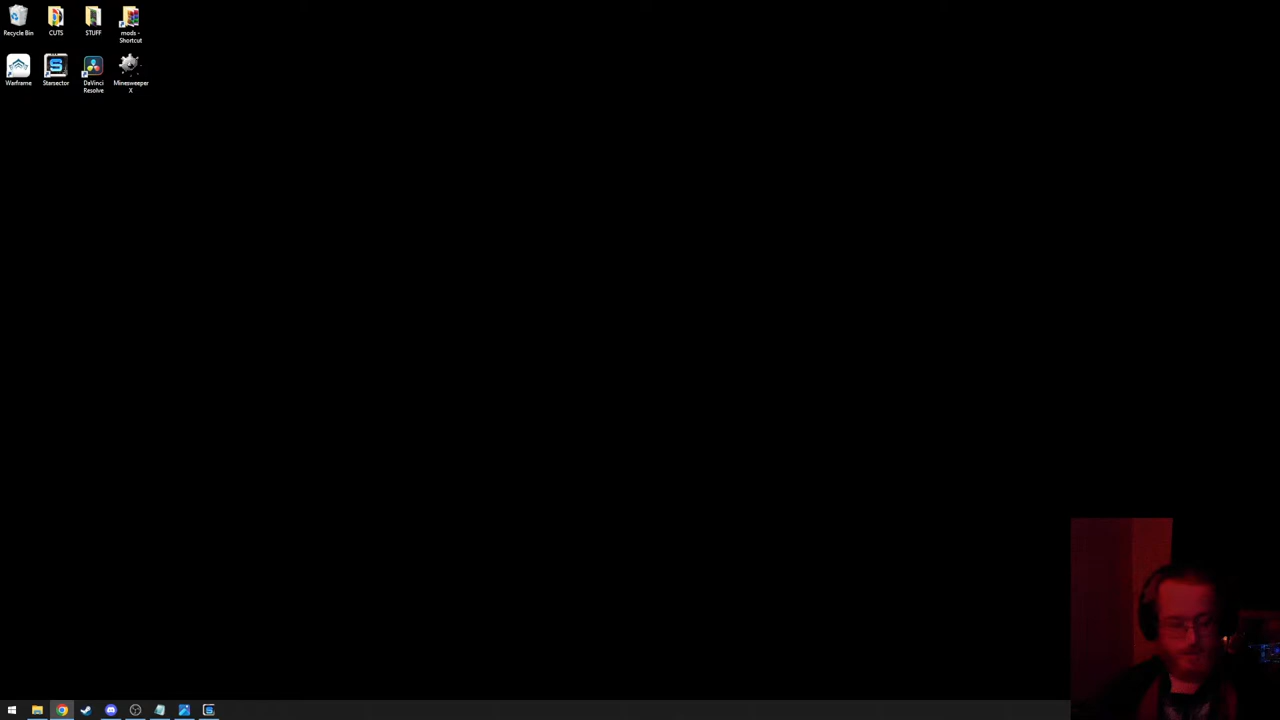 Recycle Bin
CUTS
STUFF
mods -
Shortcut
Warframe
Starsector
DaVinci
Resolve
Minesweeper
X